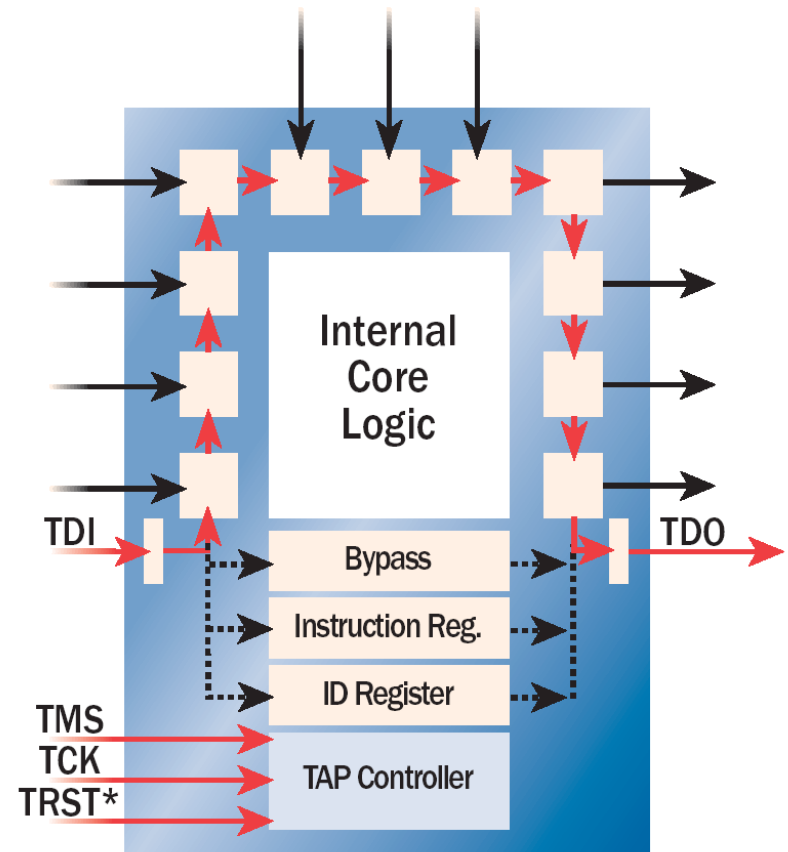 Internal
Core
Logic
TDI
TDO
Bypass
Instruction Reg.
ID Register
TMS
TCK
TRST*
TAP Controller